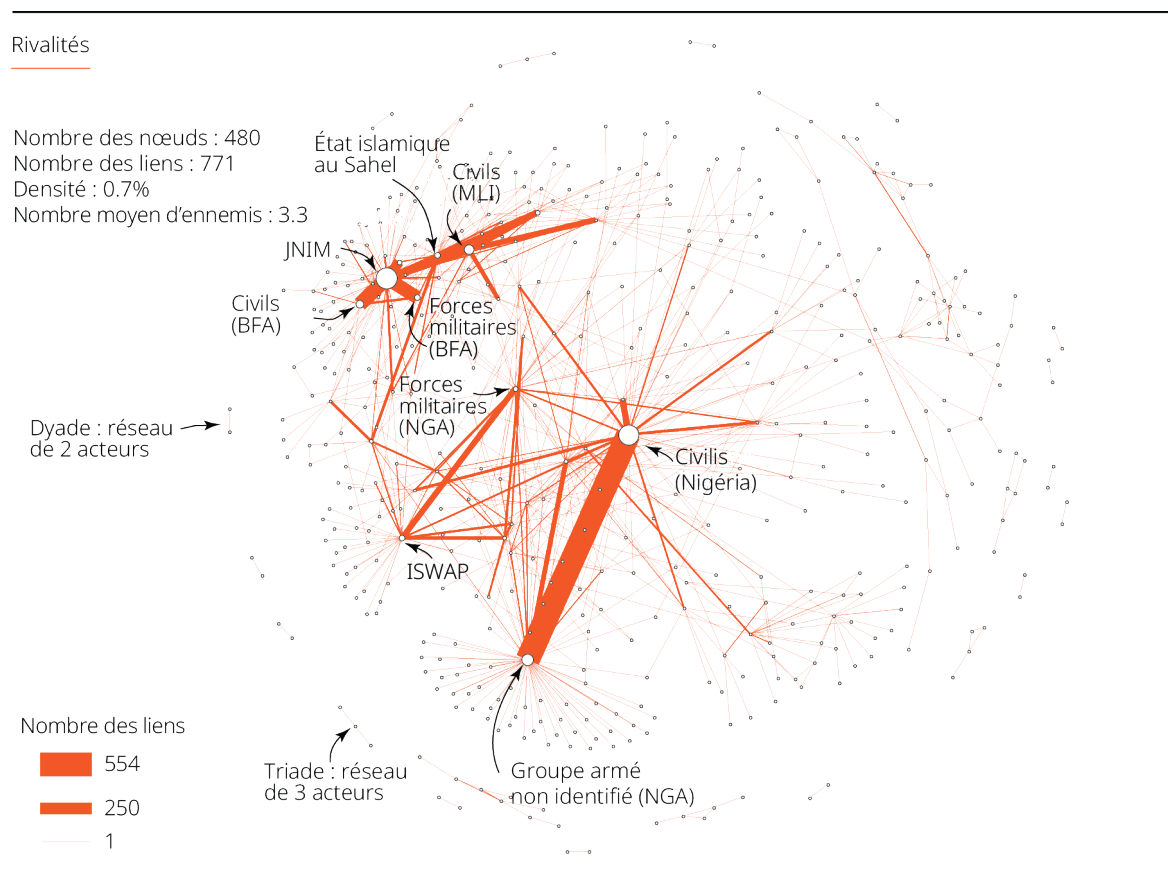 Rivalités
Nombre des nœuds : 480
Nombre des liens : 771
Densité : 0.7%
Nombre moyen d’ennemis : 3.3
État islamique
au Sahel
Civils
(MLI)
JNIM
Civils
(BFA)
Forces
militaires
(BFA)
Forces
militaires
(NGA)
Dyade : réseau
de 2 acteurs
Civilis
(Nigéria)
ISWAP
Nombre des liens
554
250
1
Triade : réseau
de 3 acteurs
Groupe armé
non identifié (NGA)